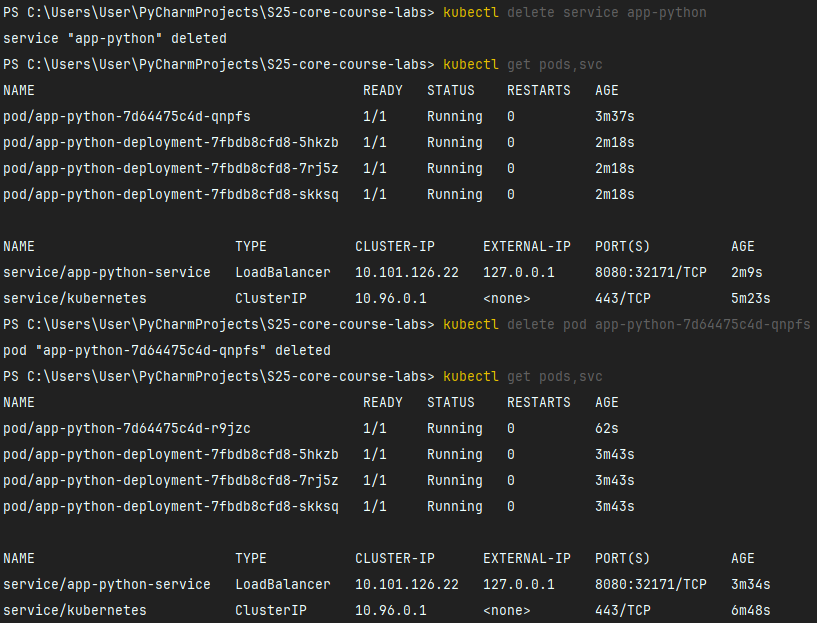 PS C:\Users\User\PyCharmProjects\S25-core-course-labs> kubectl delete service app-python
service "app-python" deleted
PS C:\Users\User\PyCharmProjects\S25-core-course-labs> kubectl get pods,svc
NAME READY STATUS RESTARTS AGE
pod/app-python-7d64475c4d-qnpfs 1/1 Running 0 3m37s
pod/app-python-deployment-7fbdb8cfd8-5hkzb 1/1 Running 0 2m18s
pod/app-python-deployment-7fbdb8cfd8-7rj5z 1/1 Running 0 2m18s
pod/app-python-deployment-7fbdb8cfd8-skksq 1/1 Running 0 2m18s
NAME TYPE CLUSTER-IP EXTERNAL-IP PORT(S) AGE
service/app-python-service LoadBalancer 10.101.126.22 127.0.0.1 8080:32171/TCP 2m9s
service/kubernetes ClusterIP 10.96.0.1 <none> 443/TCP 5m23s
PS C:\Users\User\PyCharmProjects\S25-core-course-labs> kubectl delete pod app-python-7d64475c4d-qnpfs
pod "app-python-7d64475c4d-qnpfs" deleted
PS C:\Users\User\PyCharmProjects\S25-core-course-labs> kubectl get pods,svc
NAME READY STATUS RESTARTS AGE
pod/app-python-7d64475c4d-r9jzc 1/1 Running 0 62s
pod/app-python-deployment-7fbdb8cfd8-5hkzb 1/1 Running 0 3m43s
pod/app-python-deployment-7fbdb8cfd8-7rj5z 1/1 Running 0 3m43s
pod/app-python-deployment-7fbdb8cfd8-skksq 1/1 Running 0 3m43s
NAME TYPE CLUSTER-IP EXTERNAL-IP PORT(S) AGE
service/app-python-service LoadBalancer 10.101.126.22 127.0.0.1 8080:32171/TCP 3m34s
service/kubernetes ClusterIP 10.96.0.1 <none> 443/TCP 6m48s